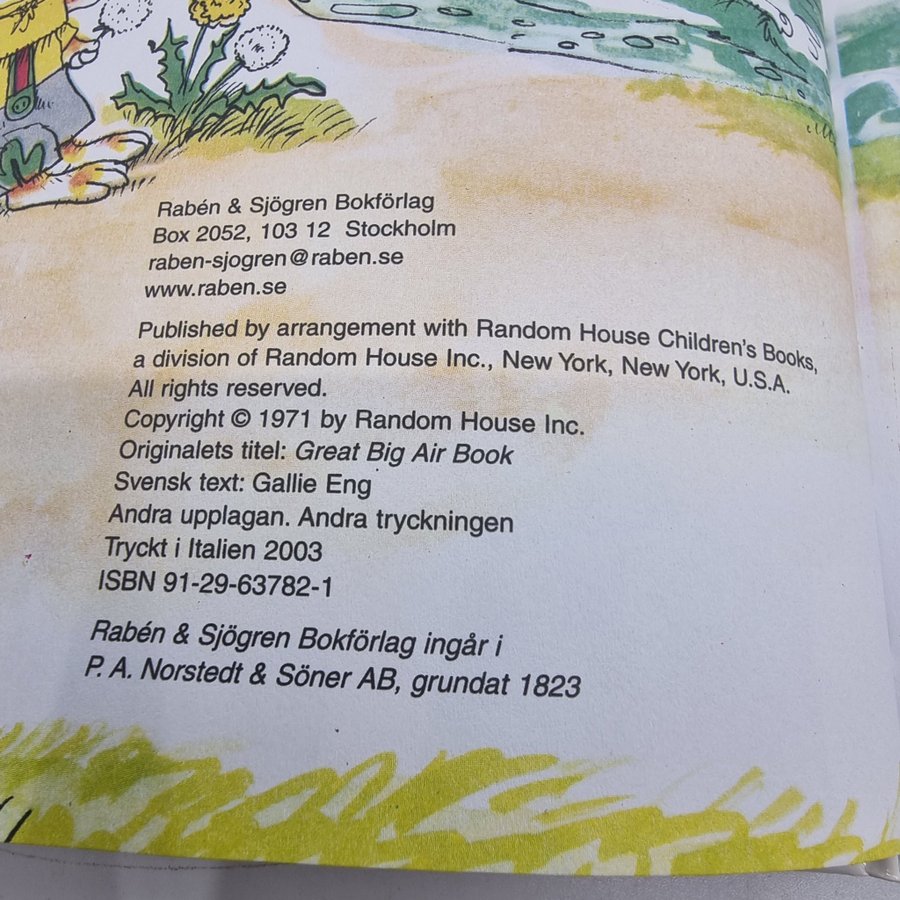 Rabén & Sjögren Bokförlag
Box 2052, 103 12 Stockholm
raben-sjogren@raben.se
www.raben.se
Published by arrangement with Random House Children's Books,
a division of Random House Inc., New York, New York, U.S.A.
All rights reserved.
Copyright © 1971 by Random House Inc.
Originalets titel: Great Big Air Book
Svensk text: Gallie Eng
Andra upplagan. Andra tryckningen
Tryckt i Italien 2003
ISBN 91-29-63782-1
Rabén & Sjögren Bokförlag ingår i
P. A. Norstedt & Söner AB, grundat 1823